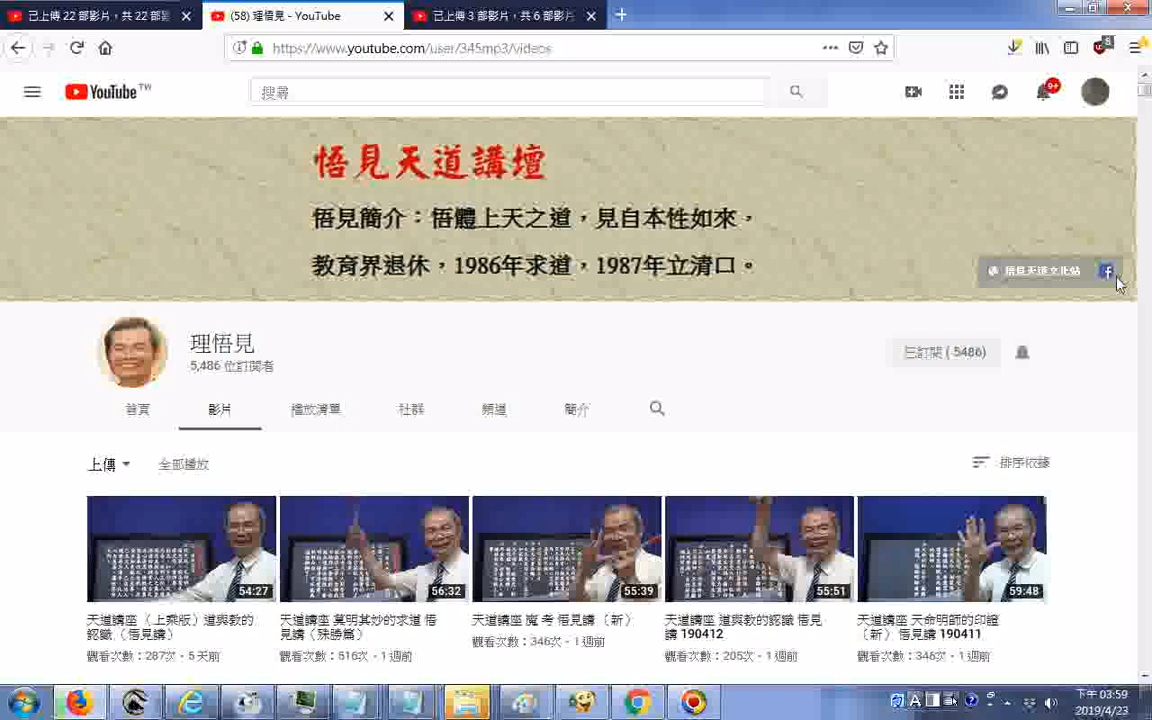 已上傳 22 部影片，共 22 部影
(58) 理悟見 - YouTube
已上傳 3 部影片，共 6 部影片
https://www.youtube.com/user/345mp3/videos
YouTube TW
搜尋
9+
悟見天道講壇
悟見簡介：悟體上天之道，見自本性如來，
教育界退休，1986年求道，1987年立清口。
悟見天道文化站
理悟見
5,486 位訂閱者
已訂閱 ( 5486)
首頁
影片
播放清單
社群
頻道
簡介
上傳
全部播放
排序依據
54:27
56:32
55:39
55:51
59:48
天道講座 （上乘版）道與教的
認識（悟見講）
觀看次數：287次 · 5 天前
天道講座 莫明其妙的求道 悟
見講（殊勝篇）
觀看次數：516次 · 1 週前
天道講座 魔 考 悟見講 （新）
觀看次數：346次 · 1 週前
天道講座 道與教的認識 悟見
講 190412
觀看次數：205次 · 1 週前
天道講座 天命明師的印證
（新） 悟見講 190411
觀看次數：346次 · 1 週前
下午 03:59
2019/4/23